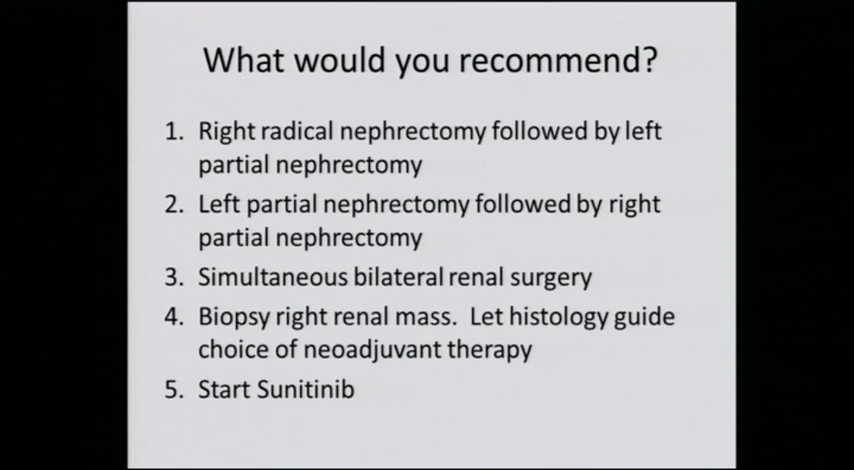 What would you recommend?
1. Right radical nephrectomy followed by left
partial nephrectomy
2. Left partial nephrectomy followed by right
partial nephrectomy
3. Simultaneous bilateral renal surgery
4. Biopsy right renal mass. Let histology guide
choice of neoadjuvant therapy
5. Start Sunitinib